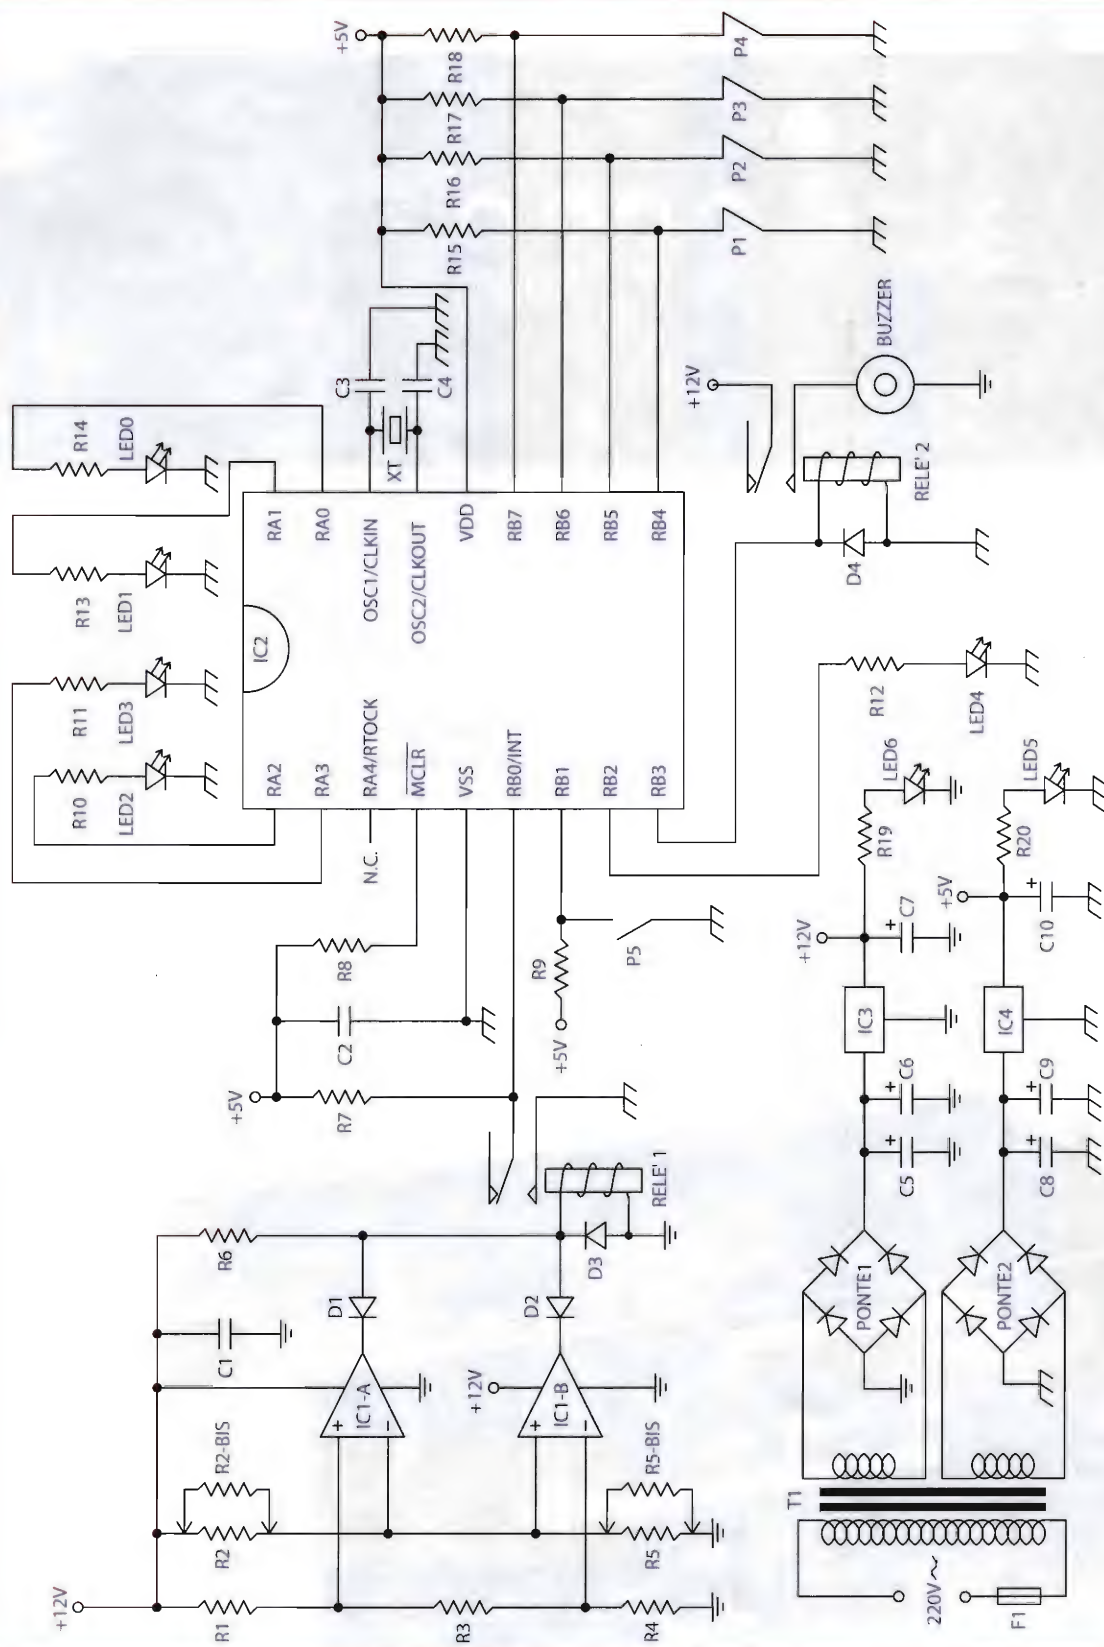 +12V
R1
R3
R4
R2
R2-BIS
R5
R5-BIS
C1
R6
+
-
IC1-A
D1
+12V
+
-
IC1-B
D2
D3
RELE' 1
+5V
R7
C2
R8
+5V
R9
P5
N.C.
R10
LED2
R11
LED3
R13
LED1
R14
LED0
IC2
RA2
RA3
RA4/RTOCK
MCLR
VSS
RB0/INT
RB1
RB2
RB3
RA1
RA0
OSC1/CLKIN
OSC2/CLKOUT
VDD
RB7
RB6
RB5
RB4
XT
C3
C4
+5V
R15
R16
R17
R18
P1
P2
P3
P4
+12V
BUZZER
RELE' 2
D4
R12
LED4
220V~
F1
T1
PONTE1
PONTE2
+
C5
+
C6
IC3
+12V
+
C7
R19
LED6
+
C8
+
C9
IC4
+5V
+
C10
R20
LED5